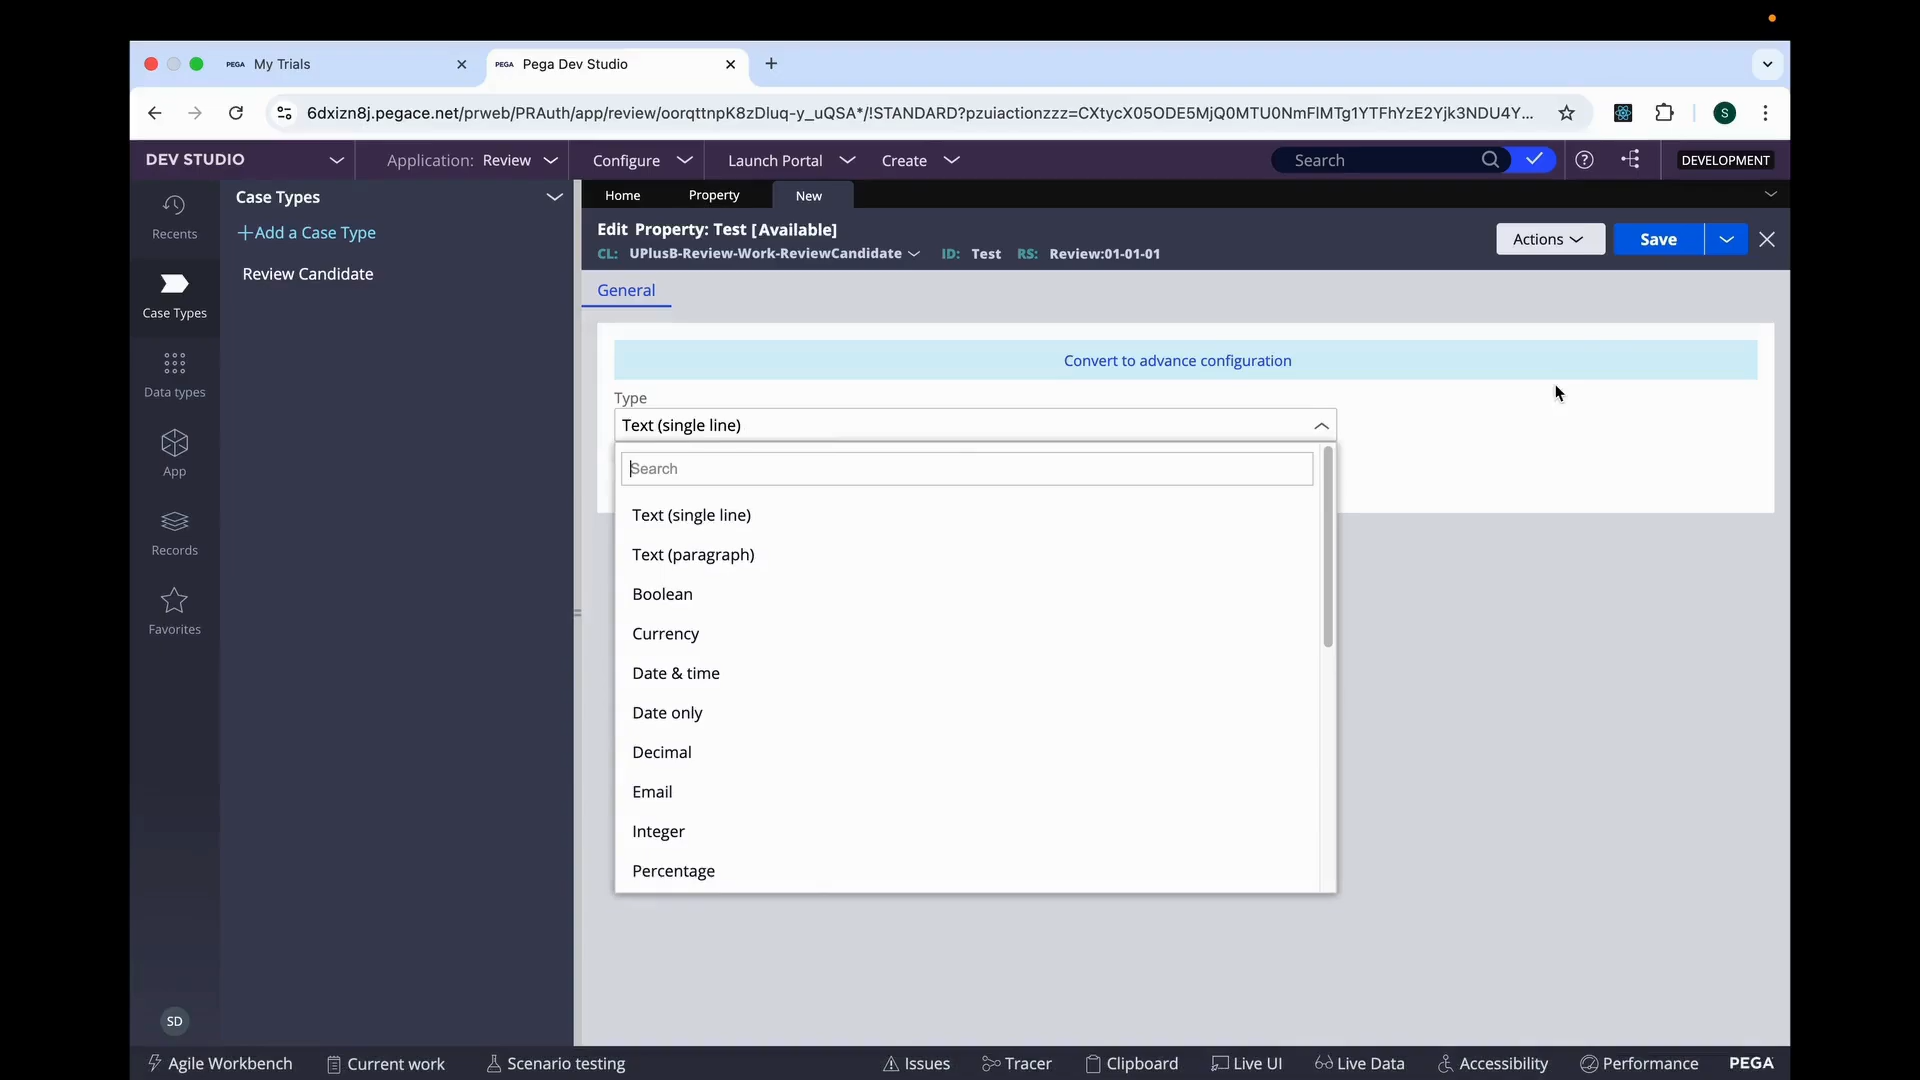 PEGA My Trials
PEGA Pega Dev Studio
6dxizn8j.pegace.net/prweb/PRAuth/app/review/oorqttnpK8zDluq-y_uQSA*/!STANDARD?pzuiactionzzz=CXtycX05ODE5MjQ0MTU0NmFlMTg1YTFhYzE2Yjk3NDU4Y...
S
DEV STUDIO
Application: Review
Configure
Launch Portal
Create
Search
DEVELOPMENT
Recents
Case Types
Data types
App
Records
Favorites
SD
Case Types
+Add a Case Type
Review Candidate
Home
Property
New
Edit Property: Test [Available]
CL: UPlusB-Review-Work-ReviewCandidate ID: Test RS: Review:01-01-01
Actions
Save
General
Convert to advance configuration
Type
Text (single line)
Search
Text (single line)
Text (paragraph)
Boolean
Currency
Date & time
Date only
Decimal
Email
Integer
Percentage
Agile Workbench
Current work
Scenario testing
Issues
Tracer
Clipboard
Live UI
Live Data
Accessibility
Performance
PEGA